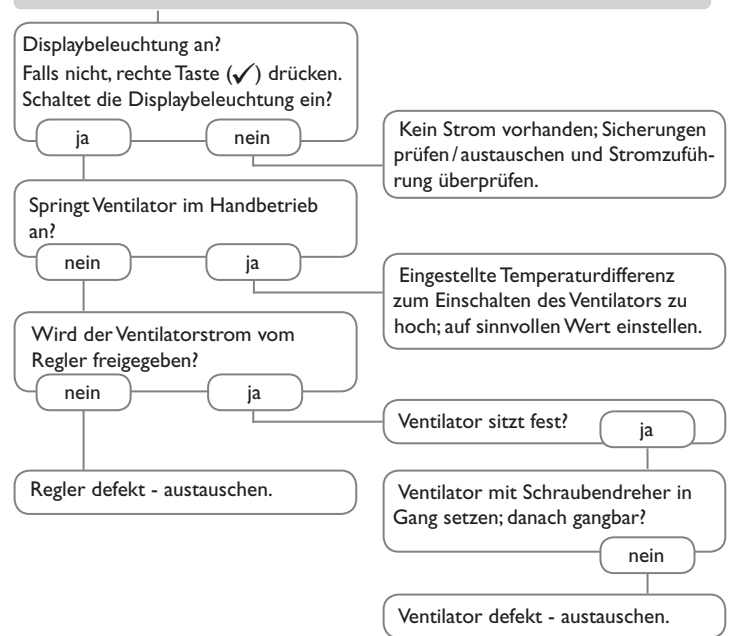 Displaybeleuchtung an?
Falls nicht, rechte Taste (✓) drücken.
Schaltet die Displaybeleuchtung ein?
ja
nein
Kein Strom vorhanden; Sicherungen
prüfen/austauschen und Stromzufüh-
rung überprüfen.
Springt Ventilator im Handbetrieb
an?
nein
ja
Eingestellte Temperaturdifferenz
zum Einschalten des Ventilators zu
hoch; auf sinnvollen Wert einstellen.
Wird der Ventilatorstrom vom
Regler freigegeben?
nein
ja
Ventilator sitzt fest?
ja
Regler defekt - austauschen.
Ventilator mit Schraubendreher in
Gang setzen; danach gangbar?
nein
Ventilator defekt - austauschen.